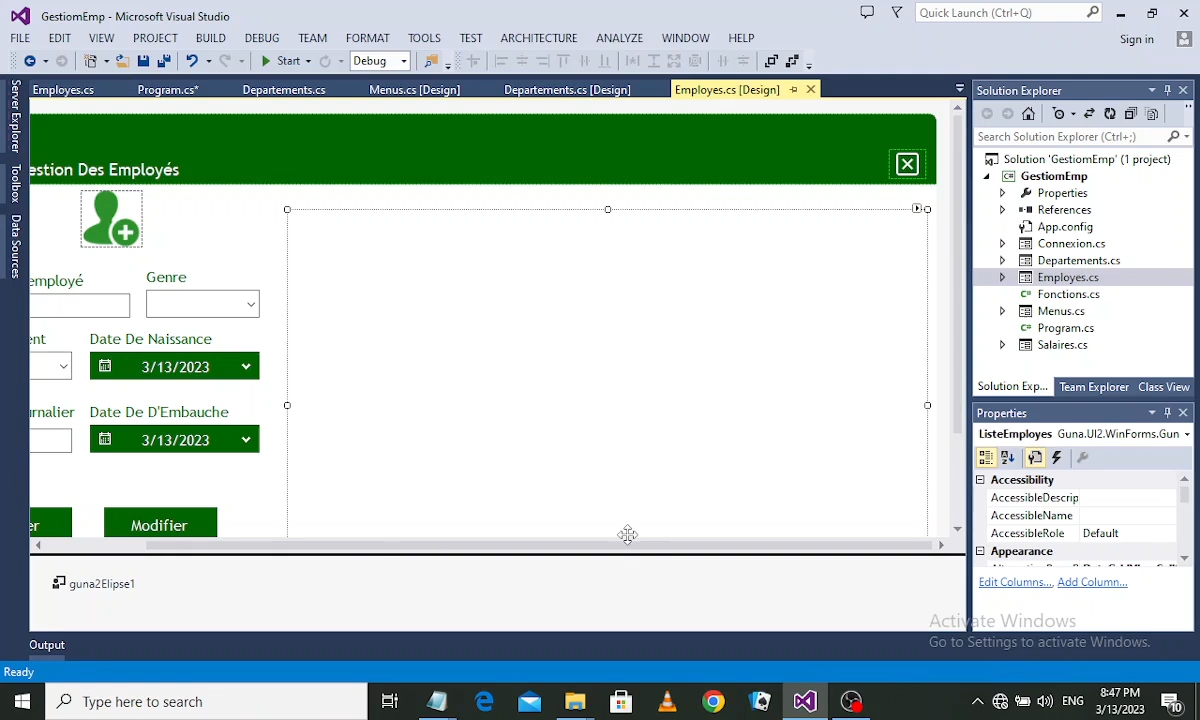 GestiomEmp - Microsoft Visual Studio
Quick Launch (Ctrl+Q)
FILE EDIT VIEW PROJECT BUILD DEBUG TEAM FORMAT TOOLS TEST ARCHITECTURE ANALYZE WINDOW HELP
Sign in
Start
Debug
Employes.cs
Program.cs*
Departements.cs
Menus.cs [Design]
Departements.cs [Design]
Employes.cs [Design]
Server Explorer
Toolbox
Data Sources
estion Des Employés
employé
Genre
ent
Date De Naissance
3/13/2023
urnalier
Date De D'Embauche
3/13/2023
er
Modifier
guna2Elipse1
Solution Explorer
Search Solution Explorer (Ctrl+;)
Solution 'GestiomEmp' (1 project)
GestiomEmp
Properties
References
App.config
Connexion.cs
Departements.cs
Employes.cs
Fonctions.cs
Menus.cs
Program.cs
Salaires.cs
Solution Exp...
Team Explorer
Class View
Properties
ListeEmployes Guna.UI2.WinForms.Gun
Accessibility
AccessibleDescrip
AccessibleName
AccessibleRole Default
Appearance
Edit Columns..., Add Column...
Activate Windows
Go to Settings to activate Windows.
Output
Ready
Type here to search
ENG
8:47 PM
3/13/2023
10